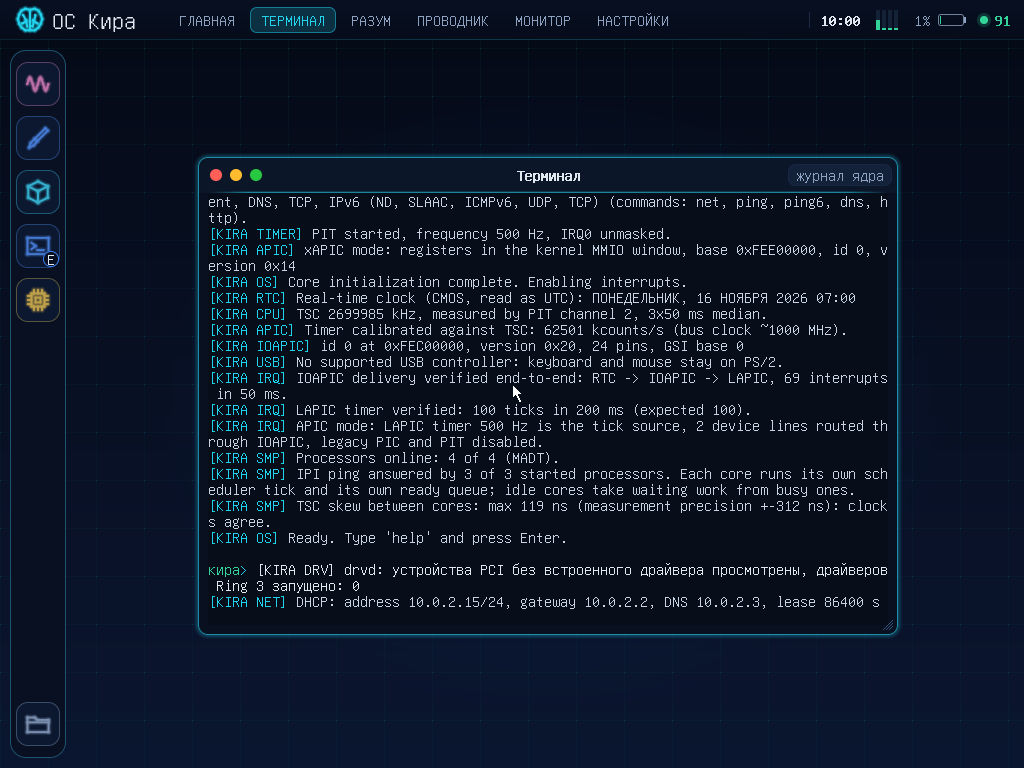 ОС Кира
ГЛАВНАЯ ТЕРМИНАЛ РАЗУМ ПРОВОДНИК МОНИТОР НАСТРОЙКИ
10:00 1% 91
E
Терминал
журнал ядра
ent, DNS, TCP, IPv6 (ND, SLAAC, ICMPv6, UDP, TCP) (commands: net, ping, ping6, dns, h
ttp).
[KIRA TIMER] PIT started, frequency 500 Hz, IRQ0 unmasked.
[KIRA APIC] xAPIC mode: registers in the kernel MMIO window, base 0xFEE00000, id 0, v
ersion 0x14
[KIRA OS] Core initialization complete. Enabling interrupts.
[KIRA RTC] Real-time clock (CMOS, read as UTC): ПОНЕДЕЛЬНИК, 16 НОЯБРЯ 2026 07:00
[KIRA CPU] TSC 2699985 kHz, measured by PIT channel 2, 3x50 ms median.
[KIRA APIC] Timer calibrated against TSC: 62501 kcounts/s (bus clock ~1000 MHz).
[KIRA IOAPIC] id 0 at 0xFEC00000, version 0x20, 24 pins, GSI base 0
[KIRA USB] No supported USB controller: keyboard and mouse stay on PS/2.
[KIRA IRQ] IOAPIC delivery verified end-to-end: RTC -> IOAPIC -> LAPIC, 69 interrupts
in 50 ms.
[KIRA IRQ] LAPIC timer verified: 100 ticks in 200 ms (expected 100).
[KIRA IRQ] APIC mode: LAPIC timer 500 Hz is the tick source, 2 device lines routed th
rough IOAPIC, legacy PIC and PIT disabled.
[KIRA SMP] Processors online: 4 of 4 (MADT).
[KIRA SMP] IPI ping answered by 3 of 3 started processors. Each core runs its own sch
eduler tick and its own ready queue; idle cores take waiting work from busy ones.
[KIRA SMP] TSC skew between cores: max 119 ns (measurement precision +-312 ns): clock
s agree.
[KIRA OS] Ready. Type 'help' and press Enter.
кира> [KIRA DRV] drvd: устройства PCI без встроенного драйвера просмотрены, драйверов
Ring 3 запущено: 0
[KIRA NET] DHCP: address 10.0.2.15/24, gateway 10.0.2.2, DNS 10.0.2.3, lease 86400 s